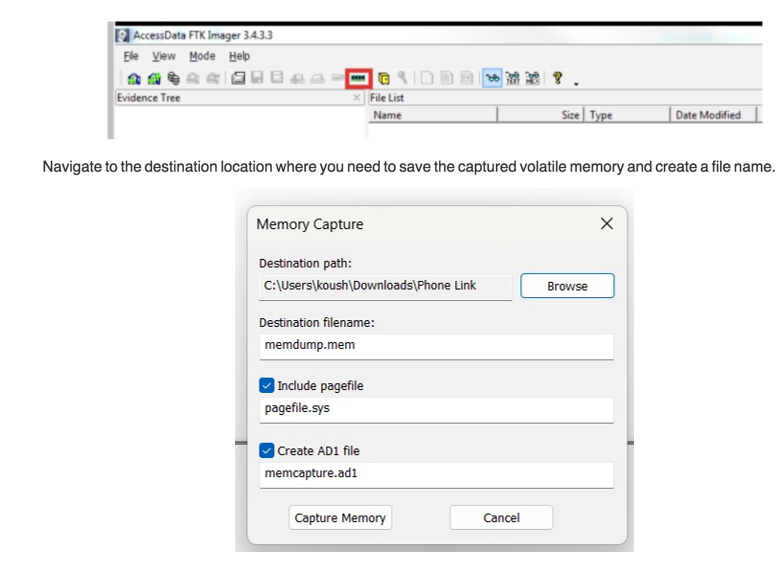 AccessData FTK Imager 3.4.3.3
File View Mode Help
Evidence Tree
File List
Name Size Type Date Modified
Navigate to the destination location where you need to save the captured volatile memory and create a file name.
Memory Capture
Destination path:
C:\Users\koush\Downloads\Phone Link
Browse
Destination filename:
memdump.mem
Include pagefile
pagefile.sys
Create AD1 file
memcapture.ad1
Capture Memory Cancel